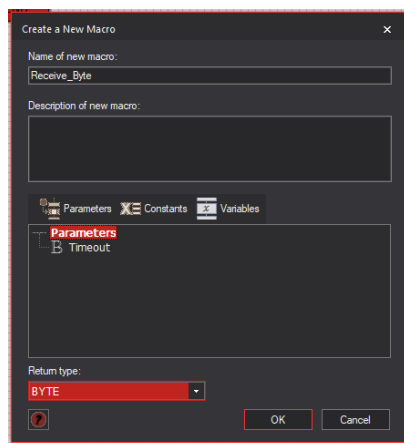 Create a New Macro
Name of new macro:
Receive_Byte
Description of new macro:
Parameters Constants Variables
Parameters
B Timeout
Return type:
BYTE
? OK Cancel